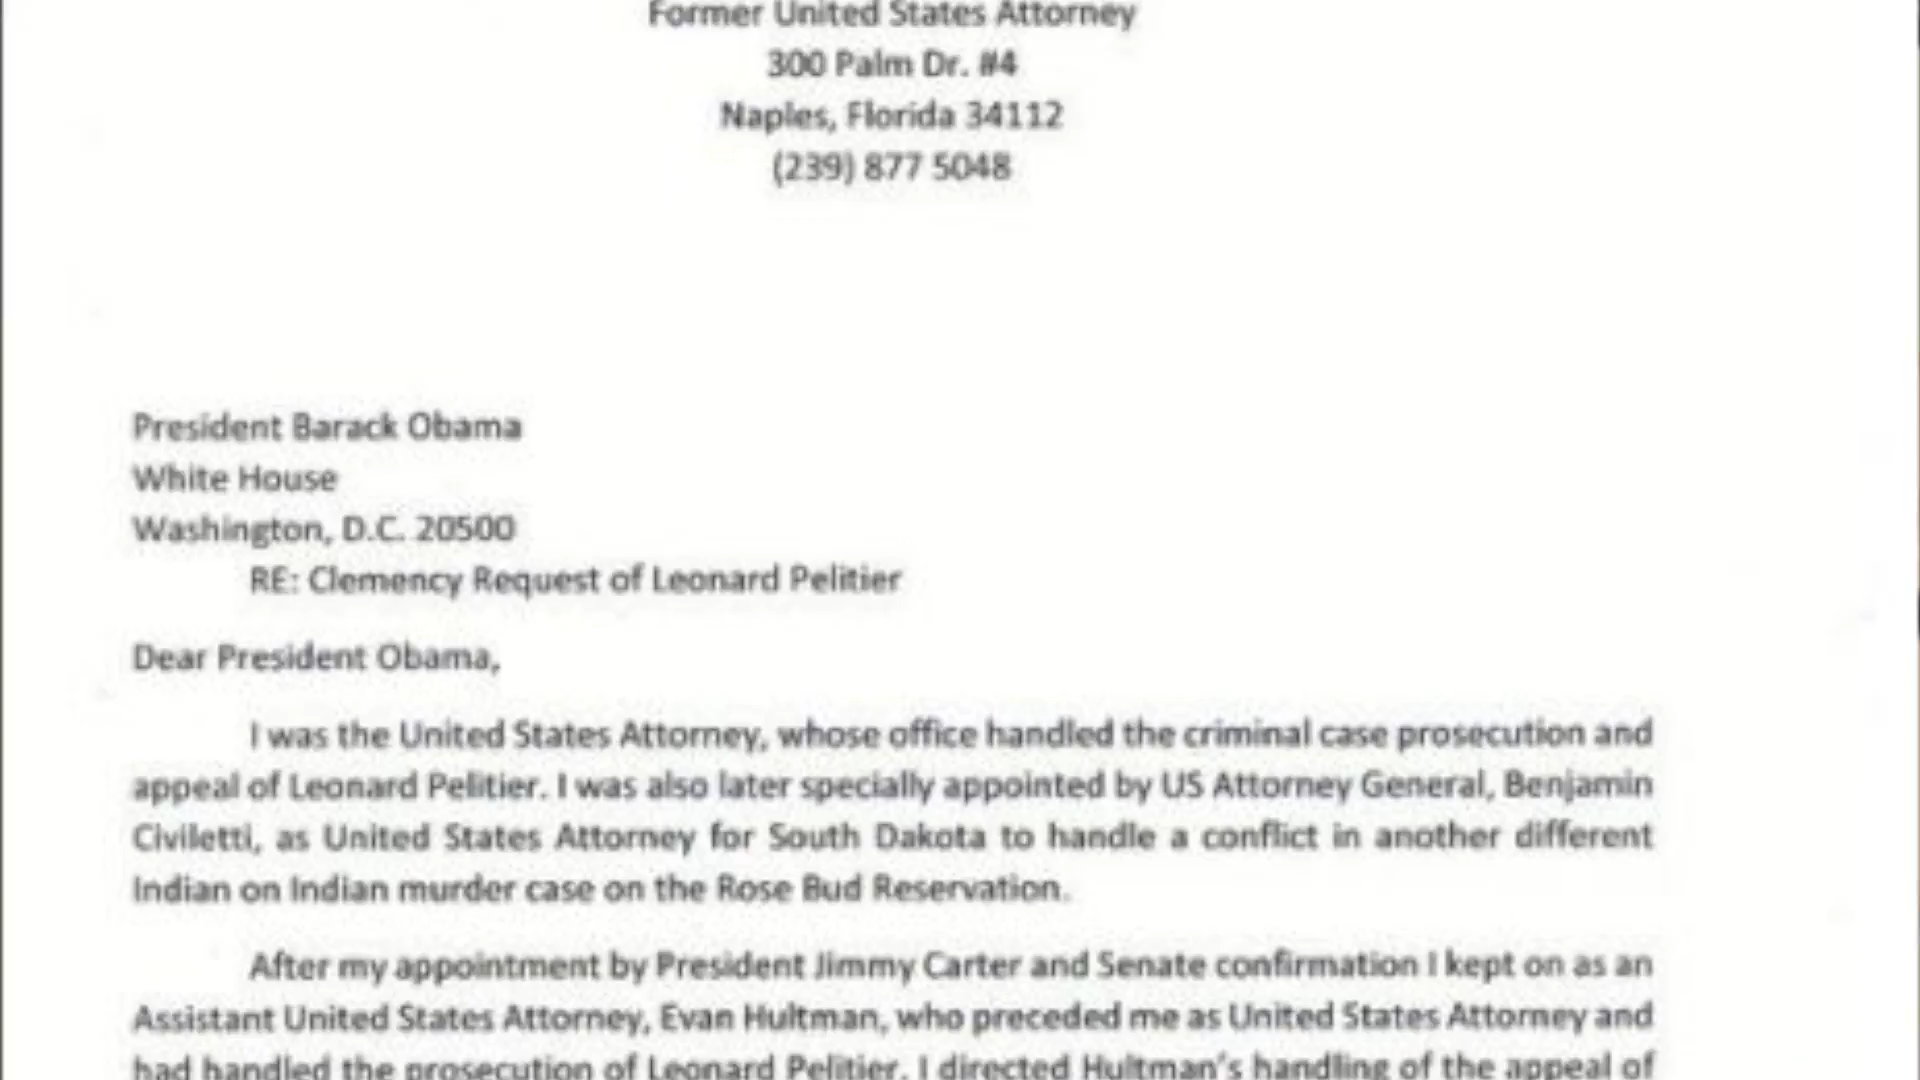 Former United States Attorney
300 Palm Dr. #4
Naples, Florida 34112
(239) 877 5048
President Barack Obama
White House
Washington, D.C. 20500
RE: Clemency Request of Leonard Pelitier
Dear President Obama,
I was the United States Attorney, whose office handled the criminal case prosecution and
appeal of Leonard Pelitier. I was also later specially appointed by US Attorney General, Benjamin
Civiletti, as United States Attorney for South Dakota to handle a conflict in another different
Indian on Indian murder case on the Rose Bud Reservation.
After my appointment by President Jimmy Carter and Senate confirmation I kept on as an
Assistant United States Attorney, Evan Hultman, who preceded me as United States Attorney and
had handled the prosecution of Leonard Pelitier. I directed Hultman's handling of the appeal of